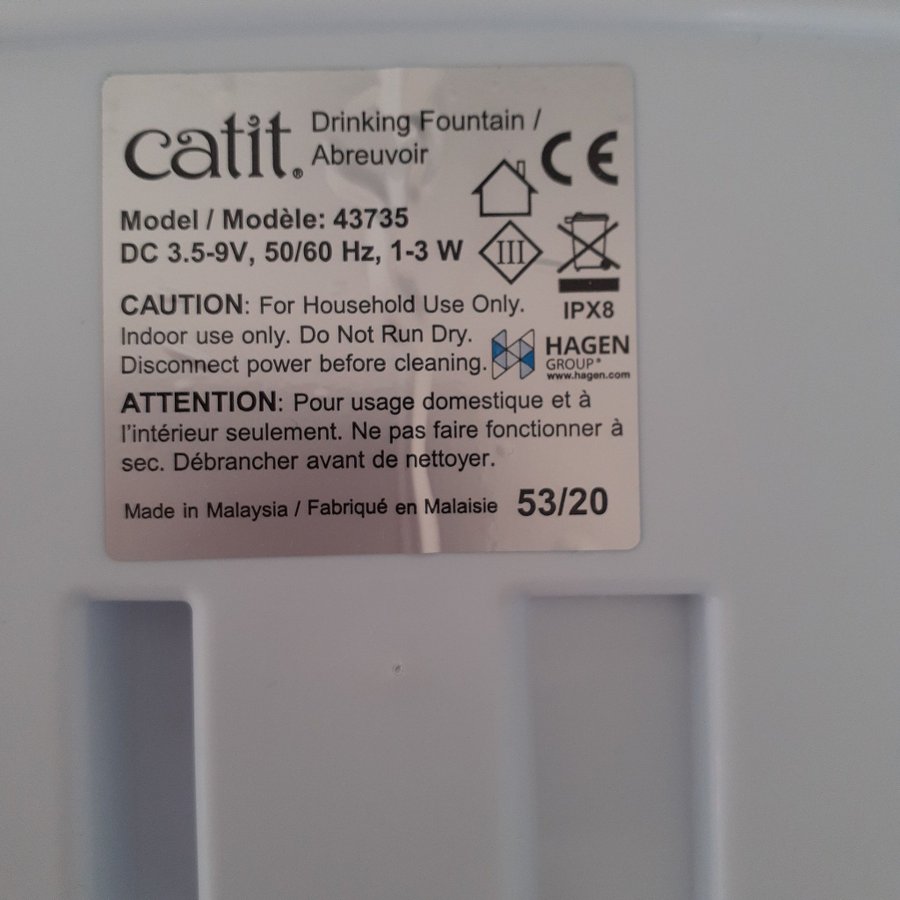 catit® Drinking Fountain /
Abreuvoir
CE
Model / Modèle: 43735
DC 3.5-9V, 50/60 Hz, 1-3 W
III
IPX8
CAUTION: For Household Use Only.
Indoor use only. Do Not Run Dry.
Disconnect power before cleaning.
HAGEN
GROUP®
www.hagen.com
ATTENTION: Pour usage domestique et à
l'intérieur seulement. Ne pas faire fonctionner à
sec. Débrancher avant de nettoyer.
Made in Malaysia / Fabriqué en Malaisie 53/20